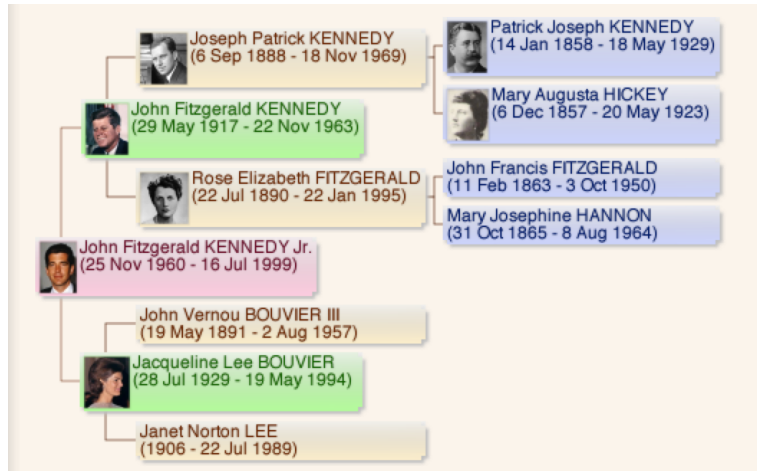 Joseph Patrick KENNEDY
(6 Sep 1888 - 18 Nov 1969)
Patrick Joseph KENNEDY
(14 Jan 1858 - 18 May 1929)
Mary Augusta HICKEY
(6 Dec 1857 - 20 May 1923)
John Fitzgerald KENNEDY
(29 May 1917 - 22 Nov 1963)
Rose Elizabeth FITZGERALD
(22 Jul 1890 - 22 Jan 1995)
John Francis FITZGERALD
(11 Feb 1863 - 3 Oct 1950)
Mary Josephine HANNON
(31 Oct 1865 - 8 Aug 1964)
John Fitzgerald KENNEDY Jr.
(25 Nov 1960 - 16 Jul 1999)
John Vernou BOUVIER III
(19 May 1891 - 2 Aug 1957)
Jacqueline Lee BOUVIER
(28 Jul 1929 - 19 May 1994)
Janet Norton LEE
(1906 - 22 Jul 1989)